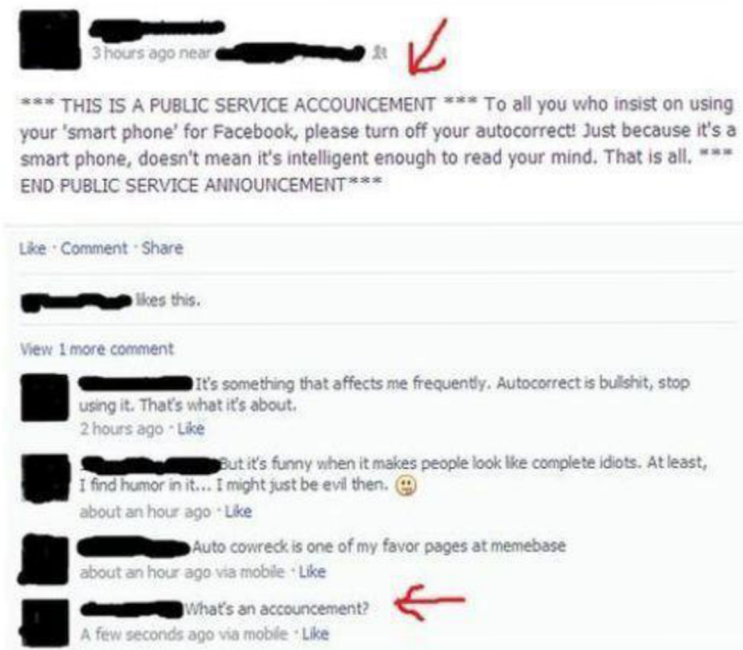 3 hours ago near
*** THIS IS A PUBLIC SERVICE ACCOUNCEMENT *** To all you who insist on using
your 'smart phone' for Facebook, please turn off your autocorrect! Just because it's a
smart phone, doesn't mean it's intelligent enough to read your mind. That is all. ***
END PUBLIC SERVICE ANNOUNCEMENT***
Like · Comment · Share
likes this.
View 1 more comment
It's something that affects me frequently. Autocorrect is bullshit, stop
using it. That's what it's about.
2 hours ago · Like
But it's funny when it makes people look like complete idiots. At least,
I find humor in it... I might just be evil then.
about an hour ago · Like
Auto cowreck is one of my favor pages at memebase
about an hour ago via mobile · Like
What's an accouncement?
A few seconds ago via mobile · Like